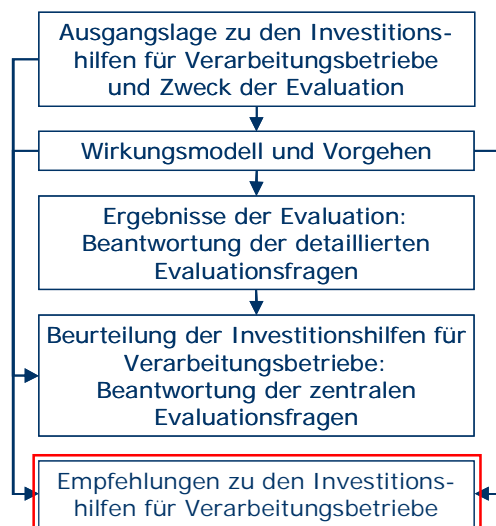 Ausgangslage zu den Investitions-
hilfen für Verarbeitungsbetriebe
und Zweck der Evaluation
Wirkungsmodell und Vorgehen
Ergebnisse der Evaluation:
Beantwortung der detaillierten
Evaluationsfragen
Beurteilung der Investitionshilfen für
Verarbeitungsbetriebe:
Beantwortung der zentralen
Evaluationsfragen
Empfehlungen zu den Investitions-
hilfen für Verarbeitungsbetriebe